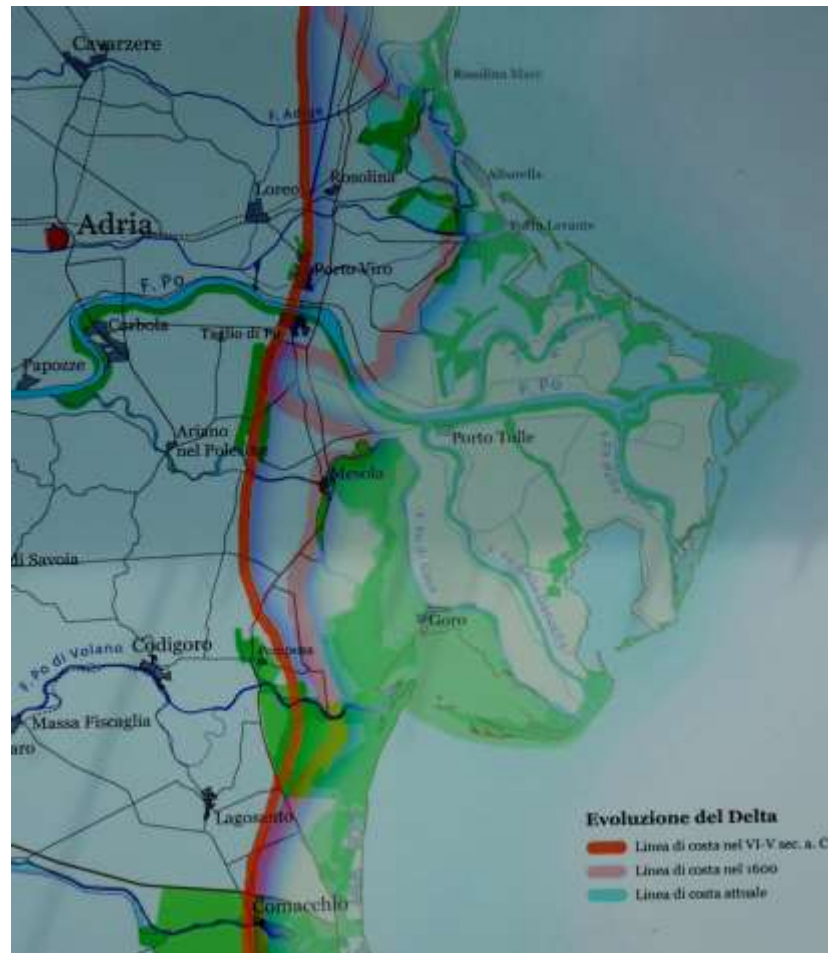 Cavarzere
Rosolina Mare
F. Adige
Rosolina
Albarella
Loreo
Adria
Porto Levante
Porto Viro
F. Po
Taglio di Po
Corbola
Papozze
F. Po
Porto Tolle
Ariano
nel Polesine
Mesola
di Savoia
Goro
Codigoro
Pomposa
F. Po di Volano
Massa Fiscaglia
aro
Lagosanto
Comacchio
Evoluzione del Delta
Linea di costa nel VI-V sec. a. C
Linea di costa nel 1600
Linea di costa attuale